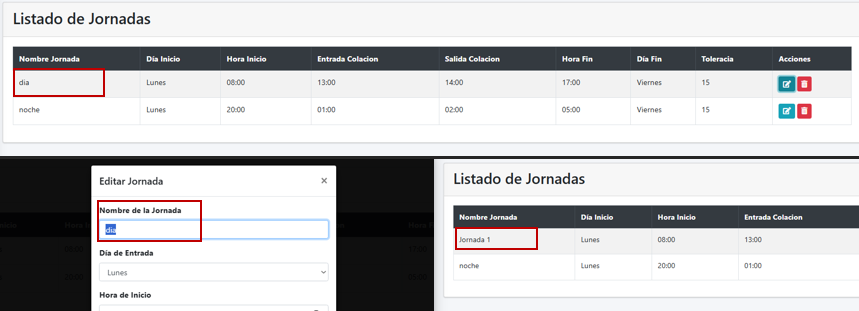 Listado de Jornadas
Nombre Jornada Día Inicio Hora Inicio Entrada Colacion Salida Colacion Hora Fin Día Fin Toleracia Acciones
dia Lunes 08:00 13:00 14:00 17:00 Viernes 15
noche Lunes 20:00 01:00 02:00 05:00 Viernes 15
Editar Jornada ×
Nombre de la Jornada
dia
Día de Entrada
Lunes
Hora de Inicio
Listado de Jornadas
Nombre Jornada Día Inicio Hora Inicio Entrada Colacion
Jornada 1 Lunes 08:00 13:00
noche Lunes 20:00 01:00